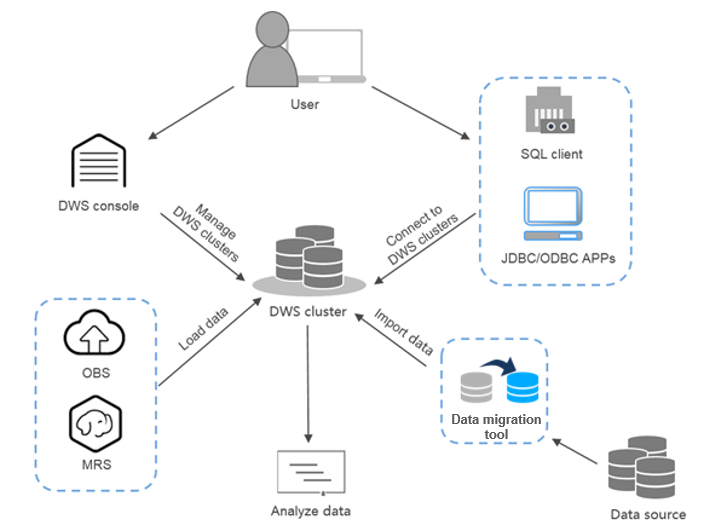 User
SQL client
DWS console
JDBC/ODBC APPs
Manage
DWS clusters
Connect to
DWS clusters
DWS cluster
Load data
Import data
OBS
MRS
Data migration
tool
Analyze data
Data source